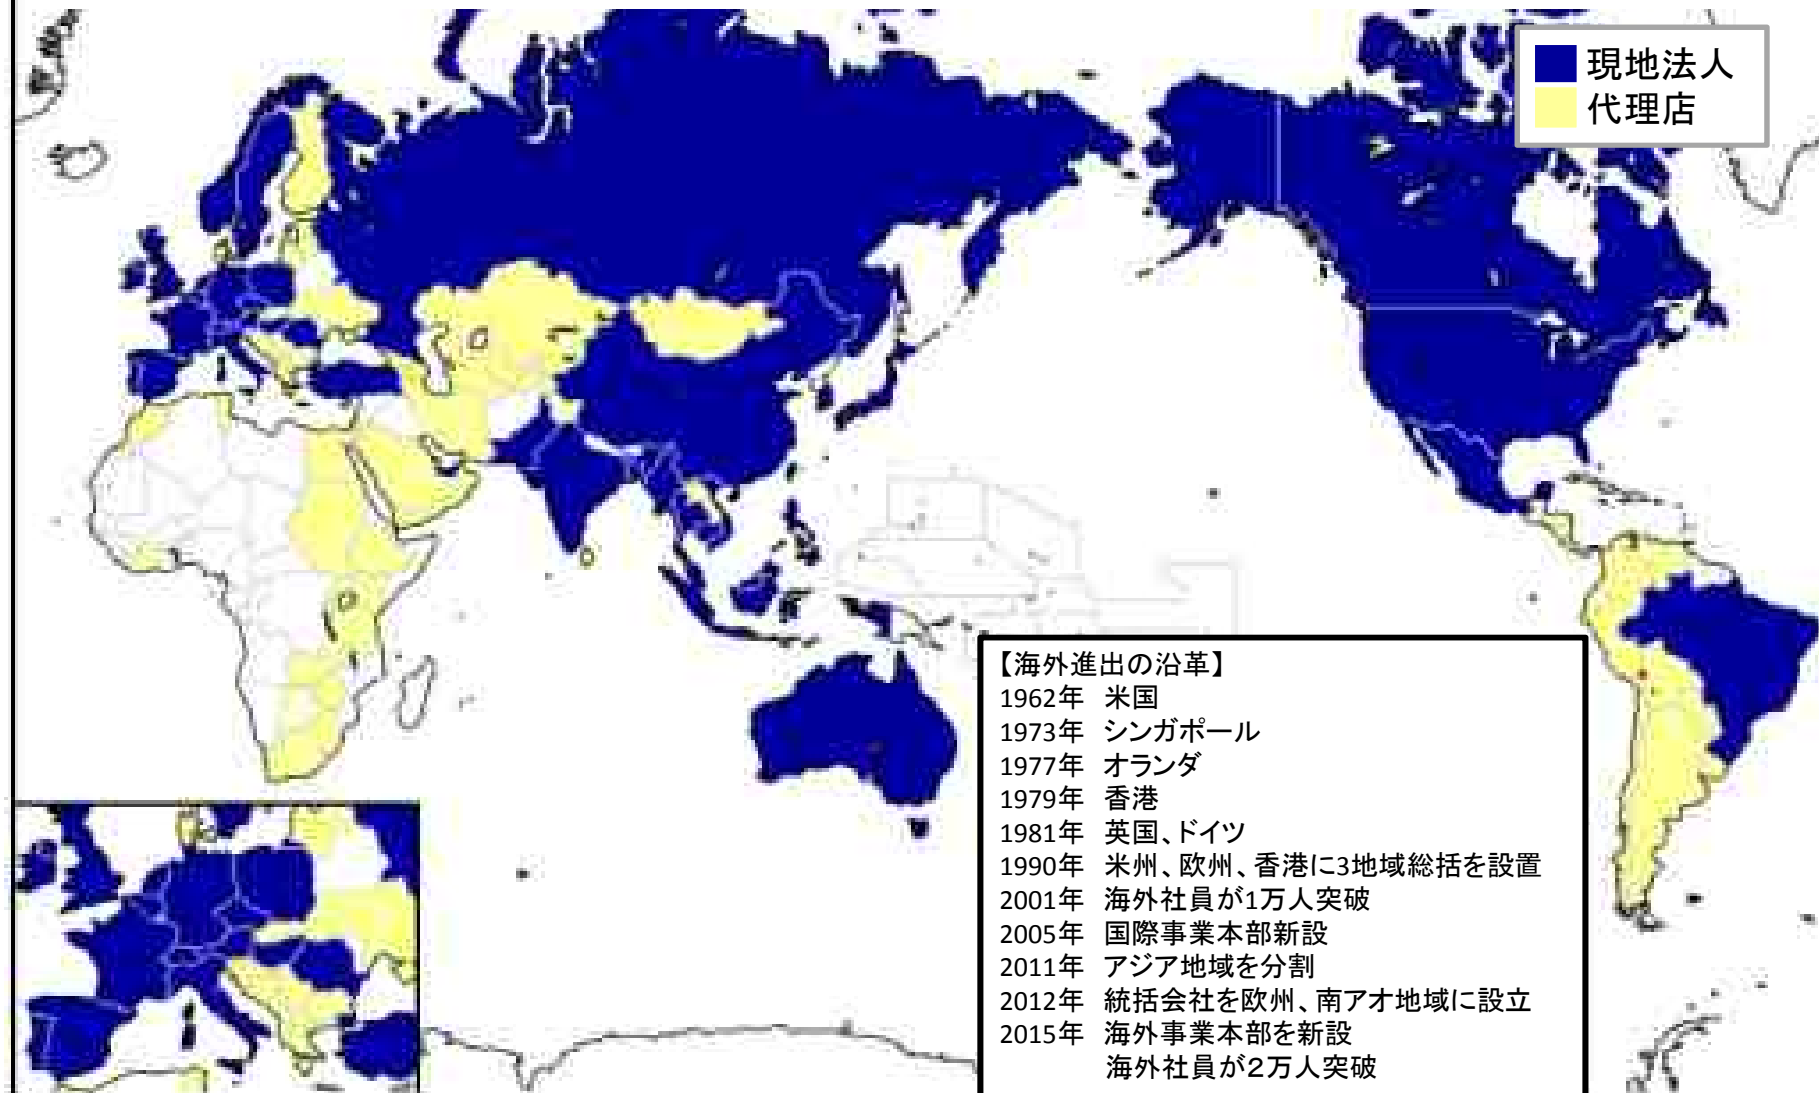 現地法人
代理店
【海外進出の沿革】
1962年 米国
1973年 シンガポール
1977年 オランダ
1979年 香港
1981年 英国、ドイツ
1990年 米州、欧州、香港に3地域総括を設置
2001年 海外社員が1万人突破
2005年 国際事業本部新設
2011年 アジア地域を分割
2012年 統括会社を欧州、南アオ地域に設立
2015年 海外事業本部を新設
海外社員が２万人突破